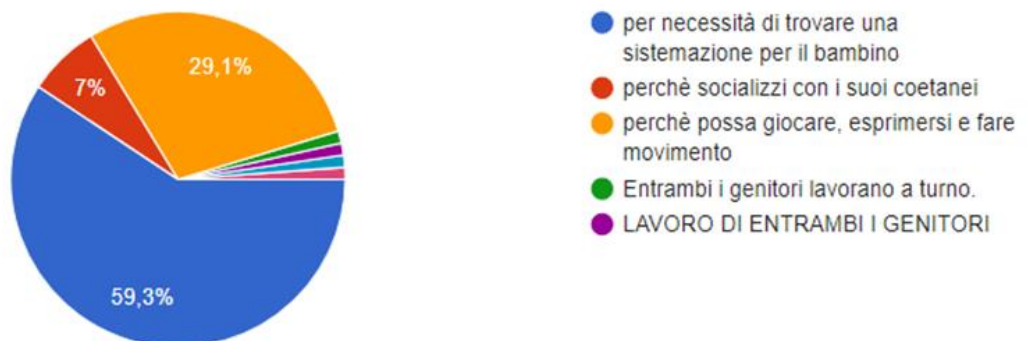 29,1%
7%
59,3%
per necessità di trovare una
sistemazione per il bambino
perchè socializzi con i suoi coetanei
perchè possa giocare, esprimersi e fare
movimento
Entrambi i genitori lavorano a turno.
LAVORO DI ENTRAMBI I GENITORI